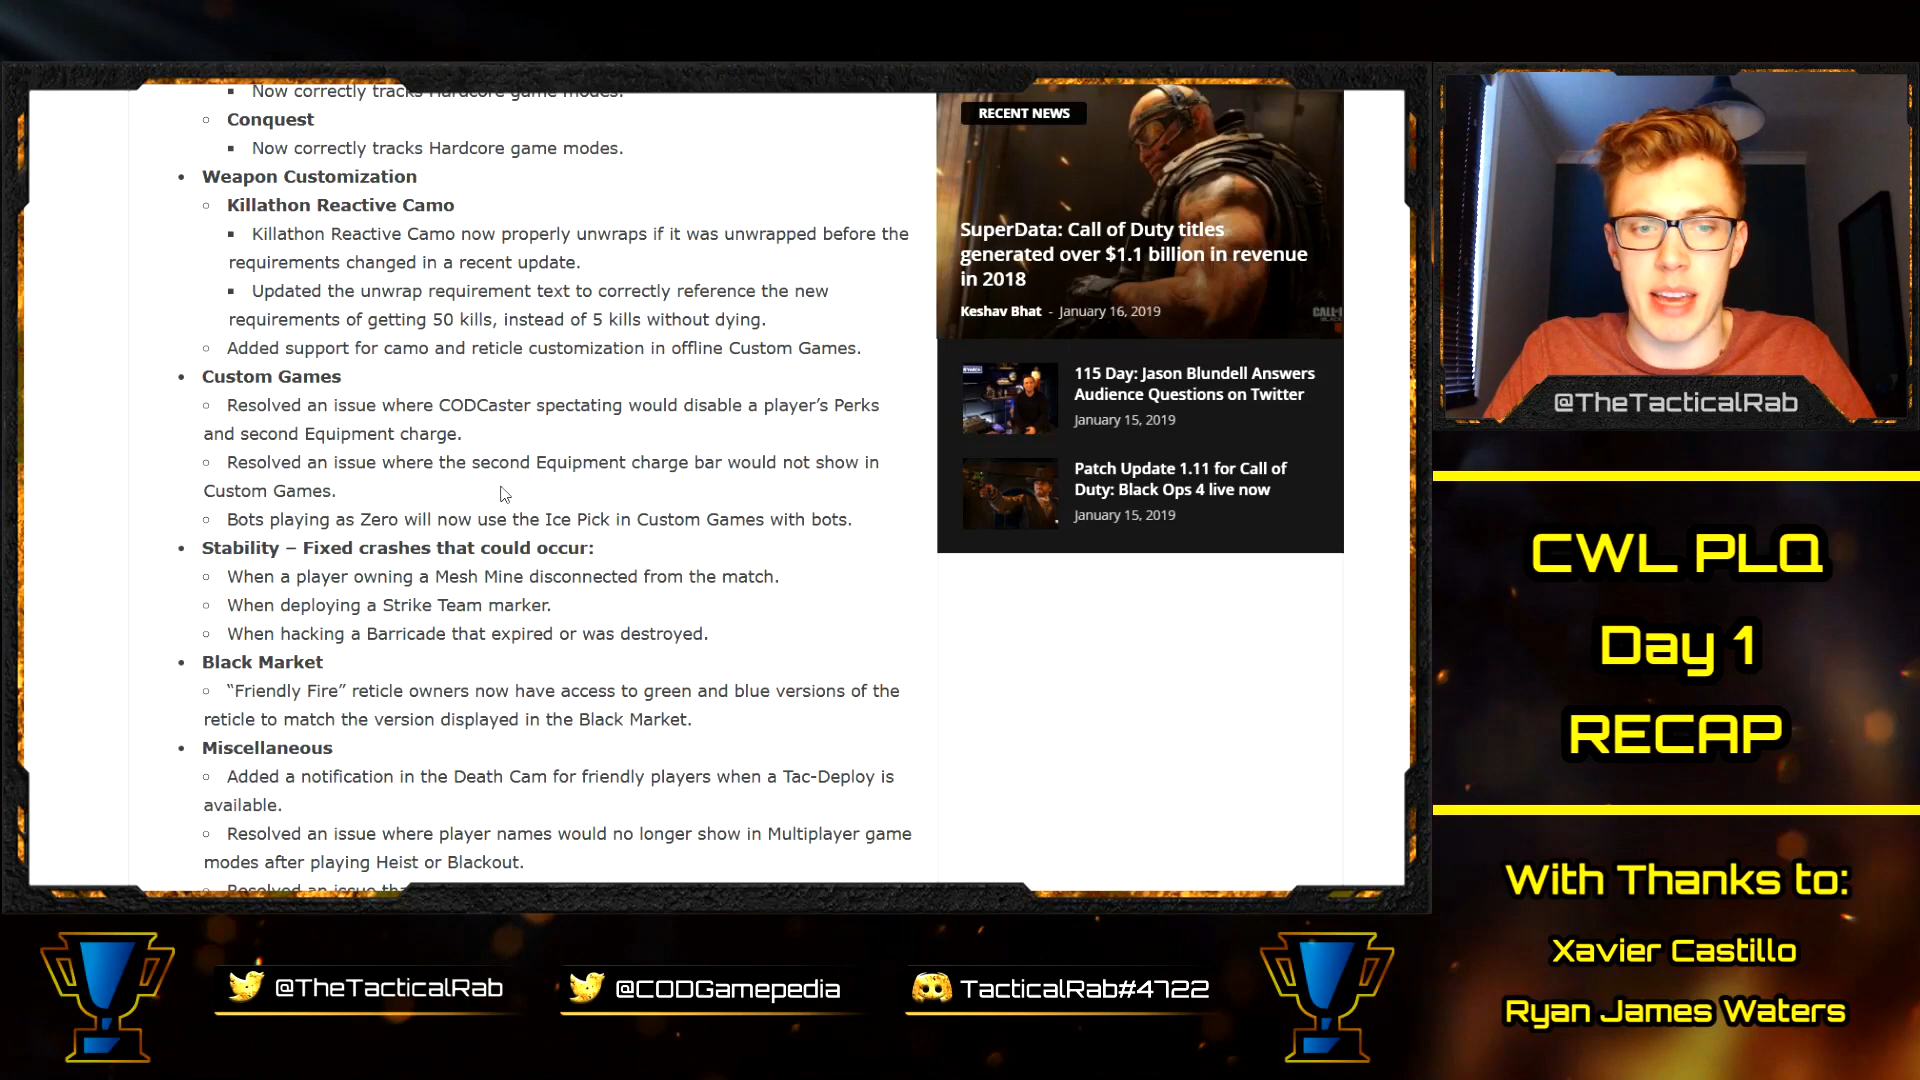 Now correctly tracks Hardcore game modes.
Conquest
Now correctly tracks Hardcore game modes.
Weapon Customization
Killathon Reactive Camo
Killathon Reactive Camo now properly unwraps if it was unwrapped before the
requirements changed in a recent update.
Updated the unwrap requirement text to correctly reference the new
requirements of getting 50 kills, instead of 5 kills without dying.
Added support for camo and reticle customization in offline Custom Games.
Custom Games
Resolved an issue where CODCaster spectating would disable a player’s Perks
and second Equipment charge.
Resolved an issue where the second Equipment charge bar would not show in
Custom Games.
Bots playing as Zero will now use the Ice Pick in Custom Games with bots.
Stability – Fixed crashes that could occur:
When a player owning a Mesh Mine disconnected from the match.
When deploying a Strike Team marker.
When hacking a Barricade that expired or was destroyed.
Black Market
“Friendly Fire” reticle owners now have access to green and blue versions of the
reticle to match the version displayed in the Black Market.
Miscellaneous
Added a notification in the Death Cam for friendly players when a Tac-Deploy is
available.
Resolved an issue where player names would no longer show in Multiplayer game
modes after playing Heist or Blackout.
Resolved an issue
RECENT NEWS
SuperData: Call of Duty titles
generated over $1.1 billion in revenue
in 2018
Keshav Bhat - January 16, 2019
115 Day: Jason Blundell Answers
Audience Questions on Twitter
January 15, 2019
Patch Update 1.11 for Call of
Duty: Black Ops 4 live now
January 15, 2019
@TheTacticalRab
CWL PLQ
Day 1
RECAP
With Thanks to:
Xavier Castillo
Ryan James Waters
@TheTacticalRab
@CODGamepedia
TacticalRab#4722